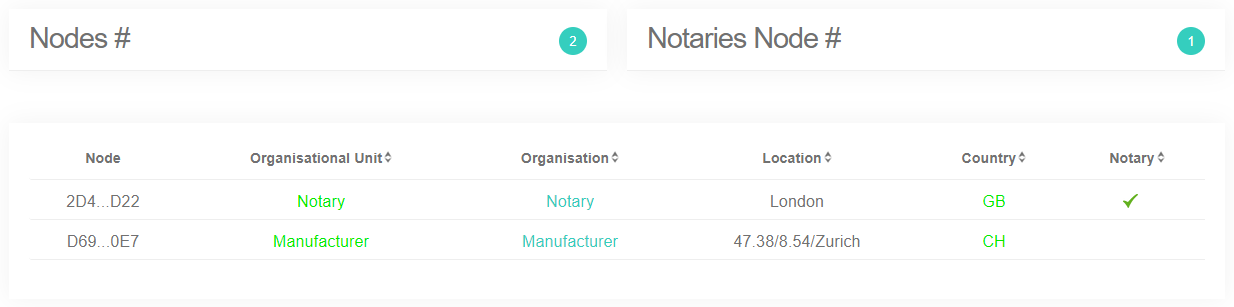 Nodes # 2 Notaries Node # 1
Node Organisational Unit Organisation Location Country Notary
2D4...D22 Notary Notary London GB
D69...0E7 Manufacturer Manufacturer 47.38/8.54/Zurich CH